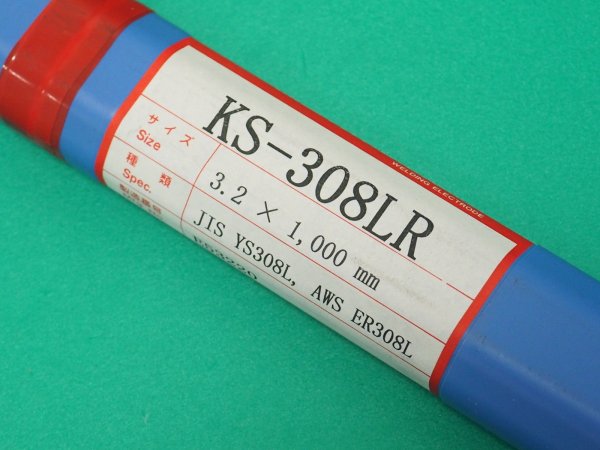 WELDING ELECTRODE
KS-308LR
サイズ
Size
3.2 × 1,000 mm
種類
Spec.
JIS YS308L, AWS ER308L